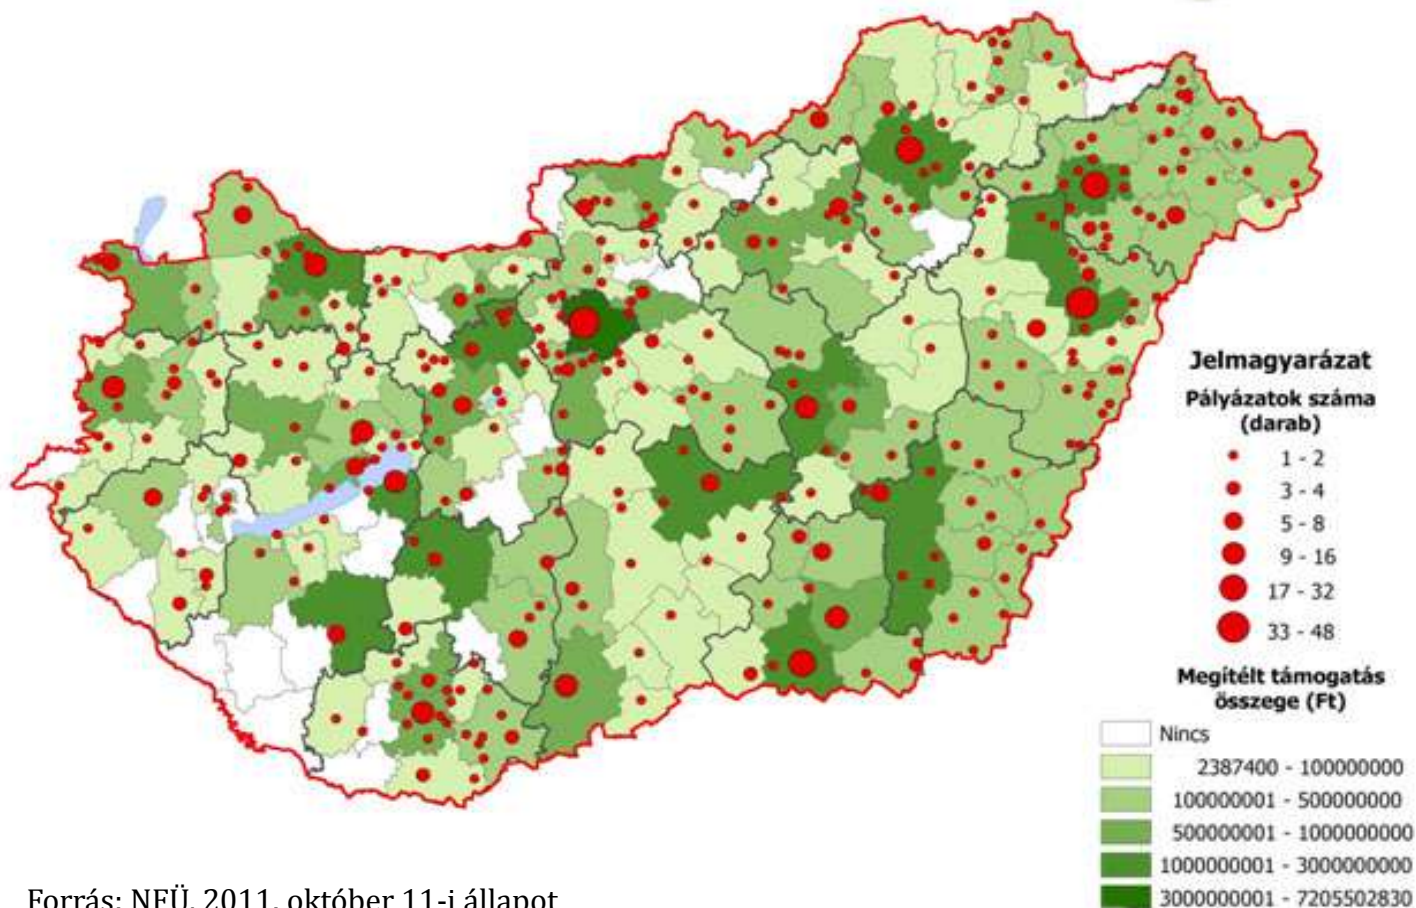 Jelmagyarázat
Pályázatok száma
(darab)
1 - 2
3 - 4
5 - 8
9 - 16
17 - 32
33 - 48
Megítélt támogatás
összege (Ft)
Nincs
2387400 - 100000000
100000001 - 500000000
500000001 - 1000000000
1000000001 - 3000000000
3000000001 - 7205502830
Forrás: NFÜ, 2011. október 11-i állapot